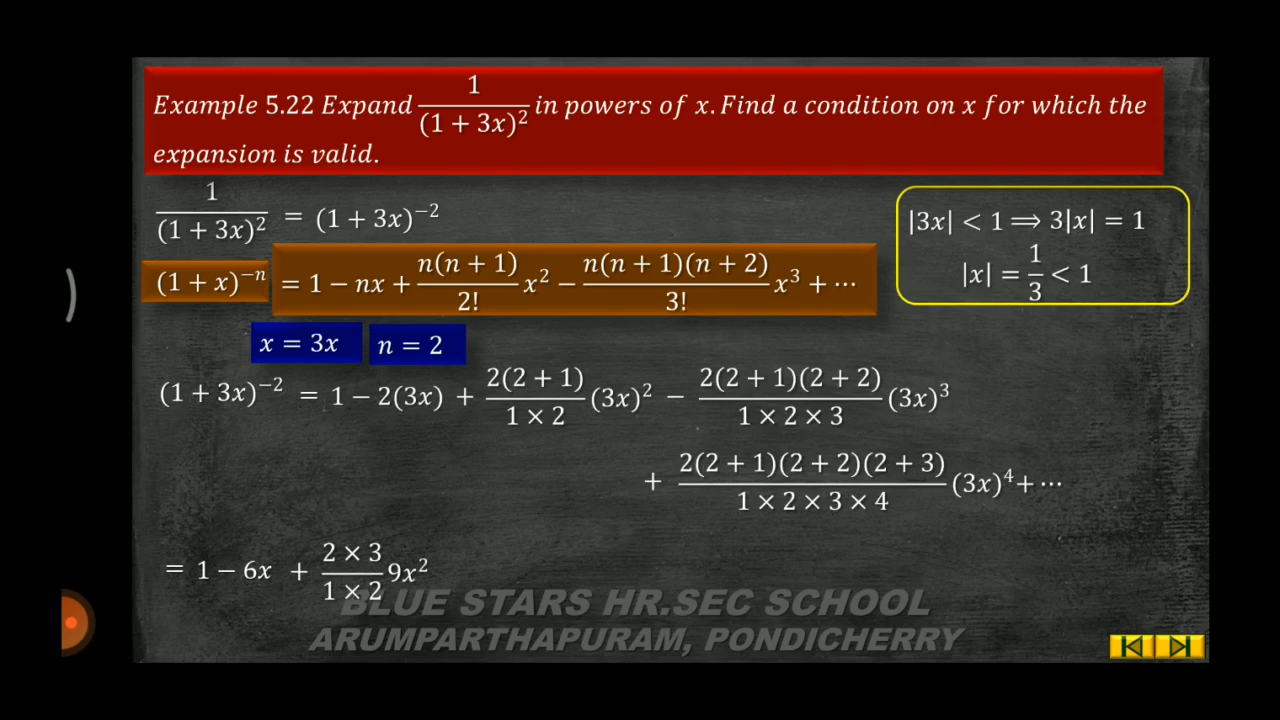 Example 5.22 Expand 1/(1 + 3x)² in powers of x. Find a condition on x for which the
expansion is valid.
1/(1 + 3x)² = (1 + 3x)⁻²
|3x| < 1 ⟹ 3|x| = 1
|x| = 1/3 < 1
(1 + x)⁻ⁿ = 1 − nx + n(n + 1)/2! x² − n(n + 1)(n + 2)/3! x³ + ⋯
x = 3x n = 2
(1 + 3x)⁻² = 1 − 2(3x) + 2(2 + 1)/(1 × 2) (3x)² − 2(2 + 1)(2 + 2)/(1 × 2 × 3) (3x)³
+ 2(2 + 1)(2 + 2)(2 + 3)/(1 × 2 × 3 × 4) (3x)⁴ + ⋯
= 1 − 6x + (2 × 3)/(1 × 2) 9x²
BLUE STARS HR.SEC SCHOOL
ARUMPARTHAPURAM, PONDICHERRY